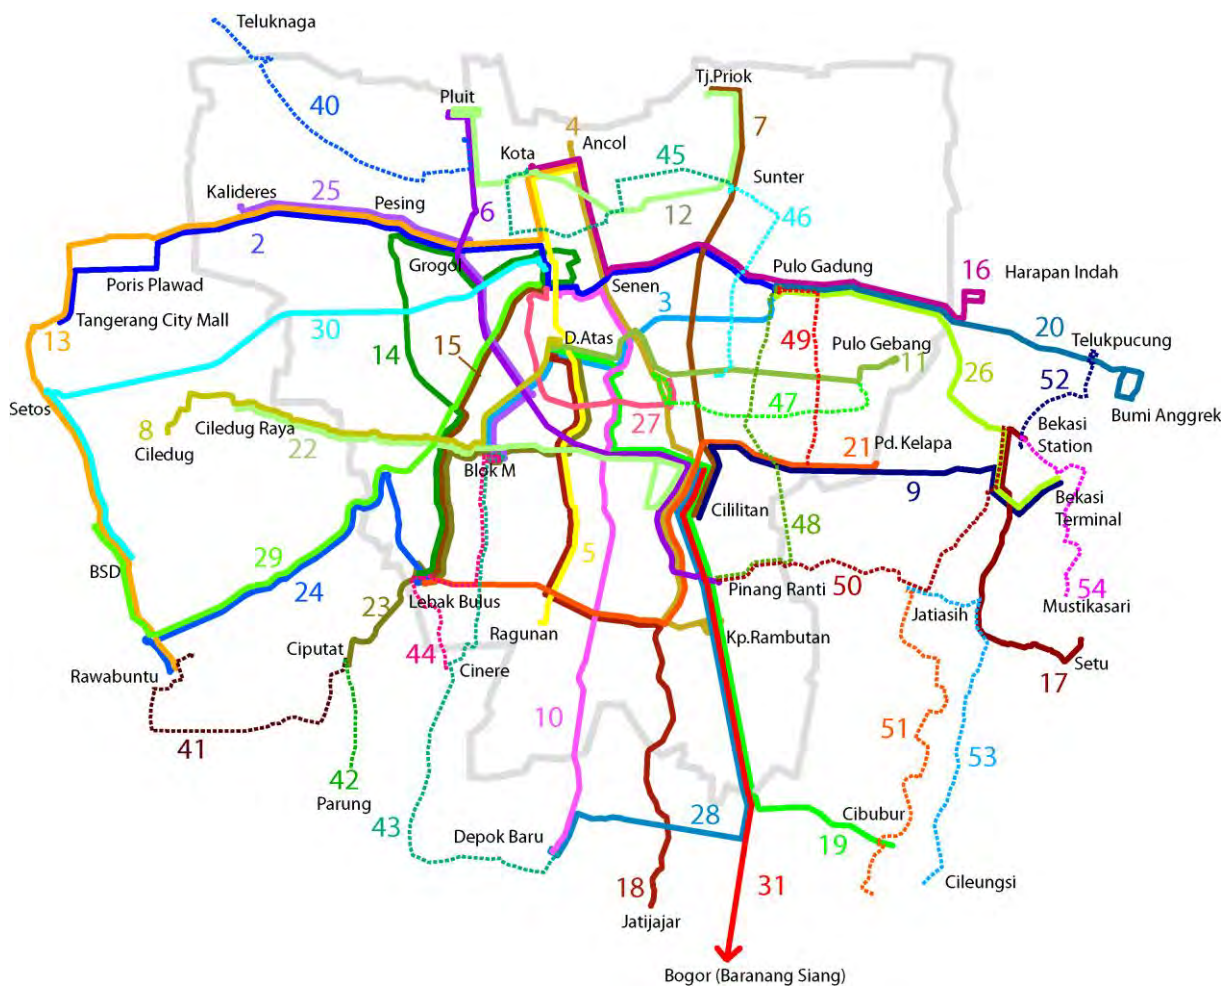 Teluknaga
40
Pluit
Tj.Priok
4
Ancol
7
Kota
45
Sunter
Kalideres
25
Pesing
6
12
46
2
Grogol
Pulo Gadung
16
Harapan Indah
Poris Plawad
Senen
3
Tangerang City Mall
30
20
Telukpucung
13
14
15
D.Atas
49
Pulo Gebang
11
26
52
Setos
8
Ciledug Raya
27
47
Bumi Anggrek
Ciledug
22
Bekasi
Station
21
Pd.Kelapa
Blok M
9
Cililitan
Bekasi
Terminal
48
5
BSD
29
24
23
Lebak Bulus
Pinang Ranti
50
54
Jatiasih
Mustikasari
Ragunan
Kp.Rambutan
Ciputat
44
Cinere
Setu
Rawabuntu
17
10
51
41
53
42
Parung
43
Depok Baru
28
Cibubur
19
18
31
Cileungsi
Jatijajar
Bogor (Baranang Siang)